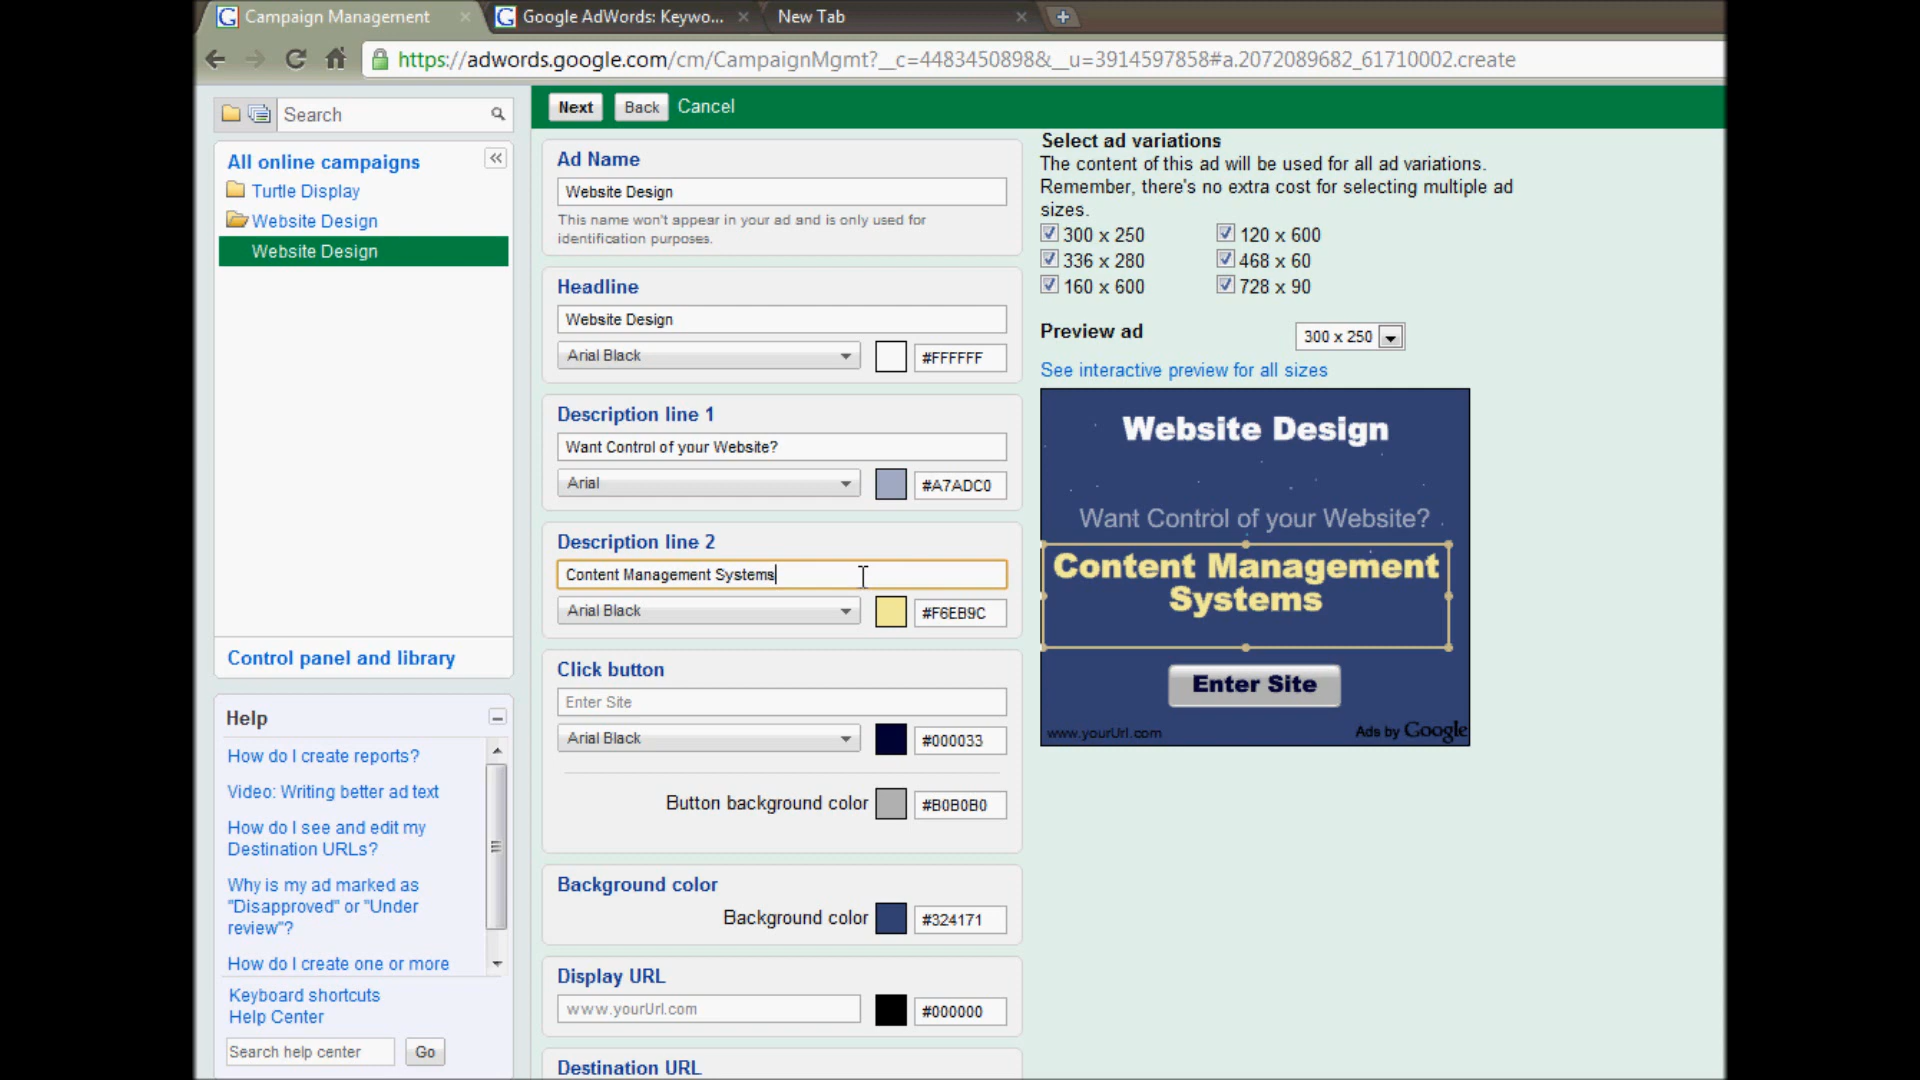 Campaign Management
Google AdWords: Keywo...
New Tab
https://adwords.google.com/cm/CampaignMgmt?__c=4483450898&__u=3914597858#a.2072089682_61710002.create
Search
All online campaigns
Turtle Display
Website Design
Website Design
Control panel and library
Help
How do I create reports?
Video: Writing better ad text
How do I see and edit my
Destination URLs?
Why is my ad marked as
"Disapproved" or "Under
review"?
How do I create one or more
Keyboard shortcuts
Help Center
Search help center
Go
Next
Back
Cancel
Ad Name
Website Design
This name won't appear in your ad and is only used for
identification purposes.
Headline
Website Design
Arial Black
#FFFFFF
Description line 1
Want Control of your Website?
Arial
#A7ADC0
Description line 2
Content Management Systems
Arial Black
#F6EB9C
Click button
Enter Site
Arial Black
#000033
Button background color
#B0B0B0
Background color
Background color
#324171
Display URL
www.yourUrl.com
#000000
Destination URL
Select ad variations
The content of this ad will be used for all ad variations.
Remember, there's no extra cost for selecting multiple ad
sizes.
300 x 250
120 x 600
336 x 280
468 x 60
160 x 600
728 x 90
Preview ad
300 x 250
See interactive preview for all sizes
Website Design
Want Control of your Website?
Content Management
Systems
Enter Site
www.yourUrl.com
Ads by Google